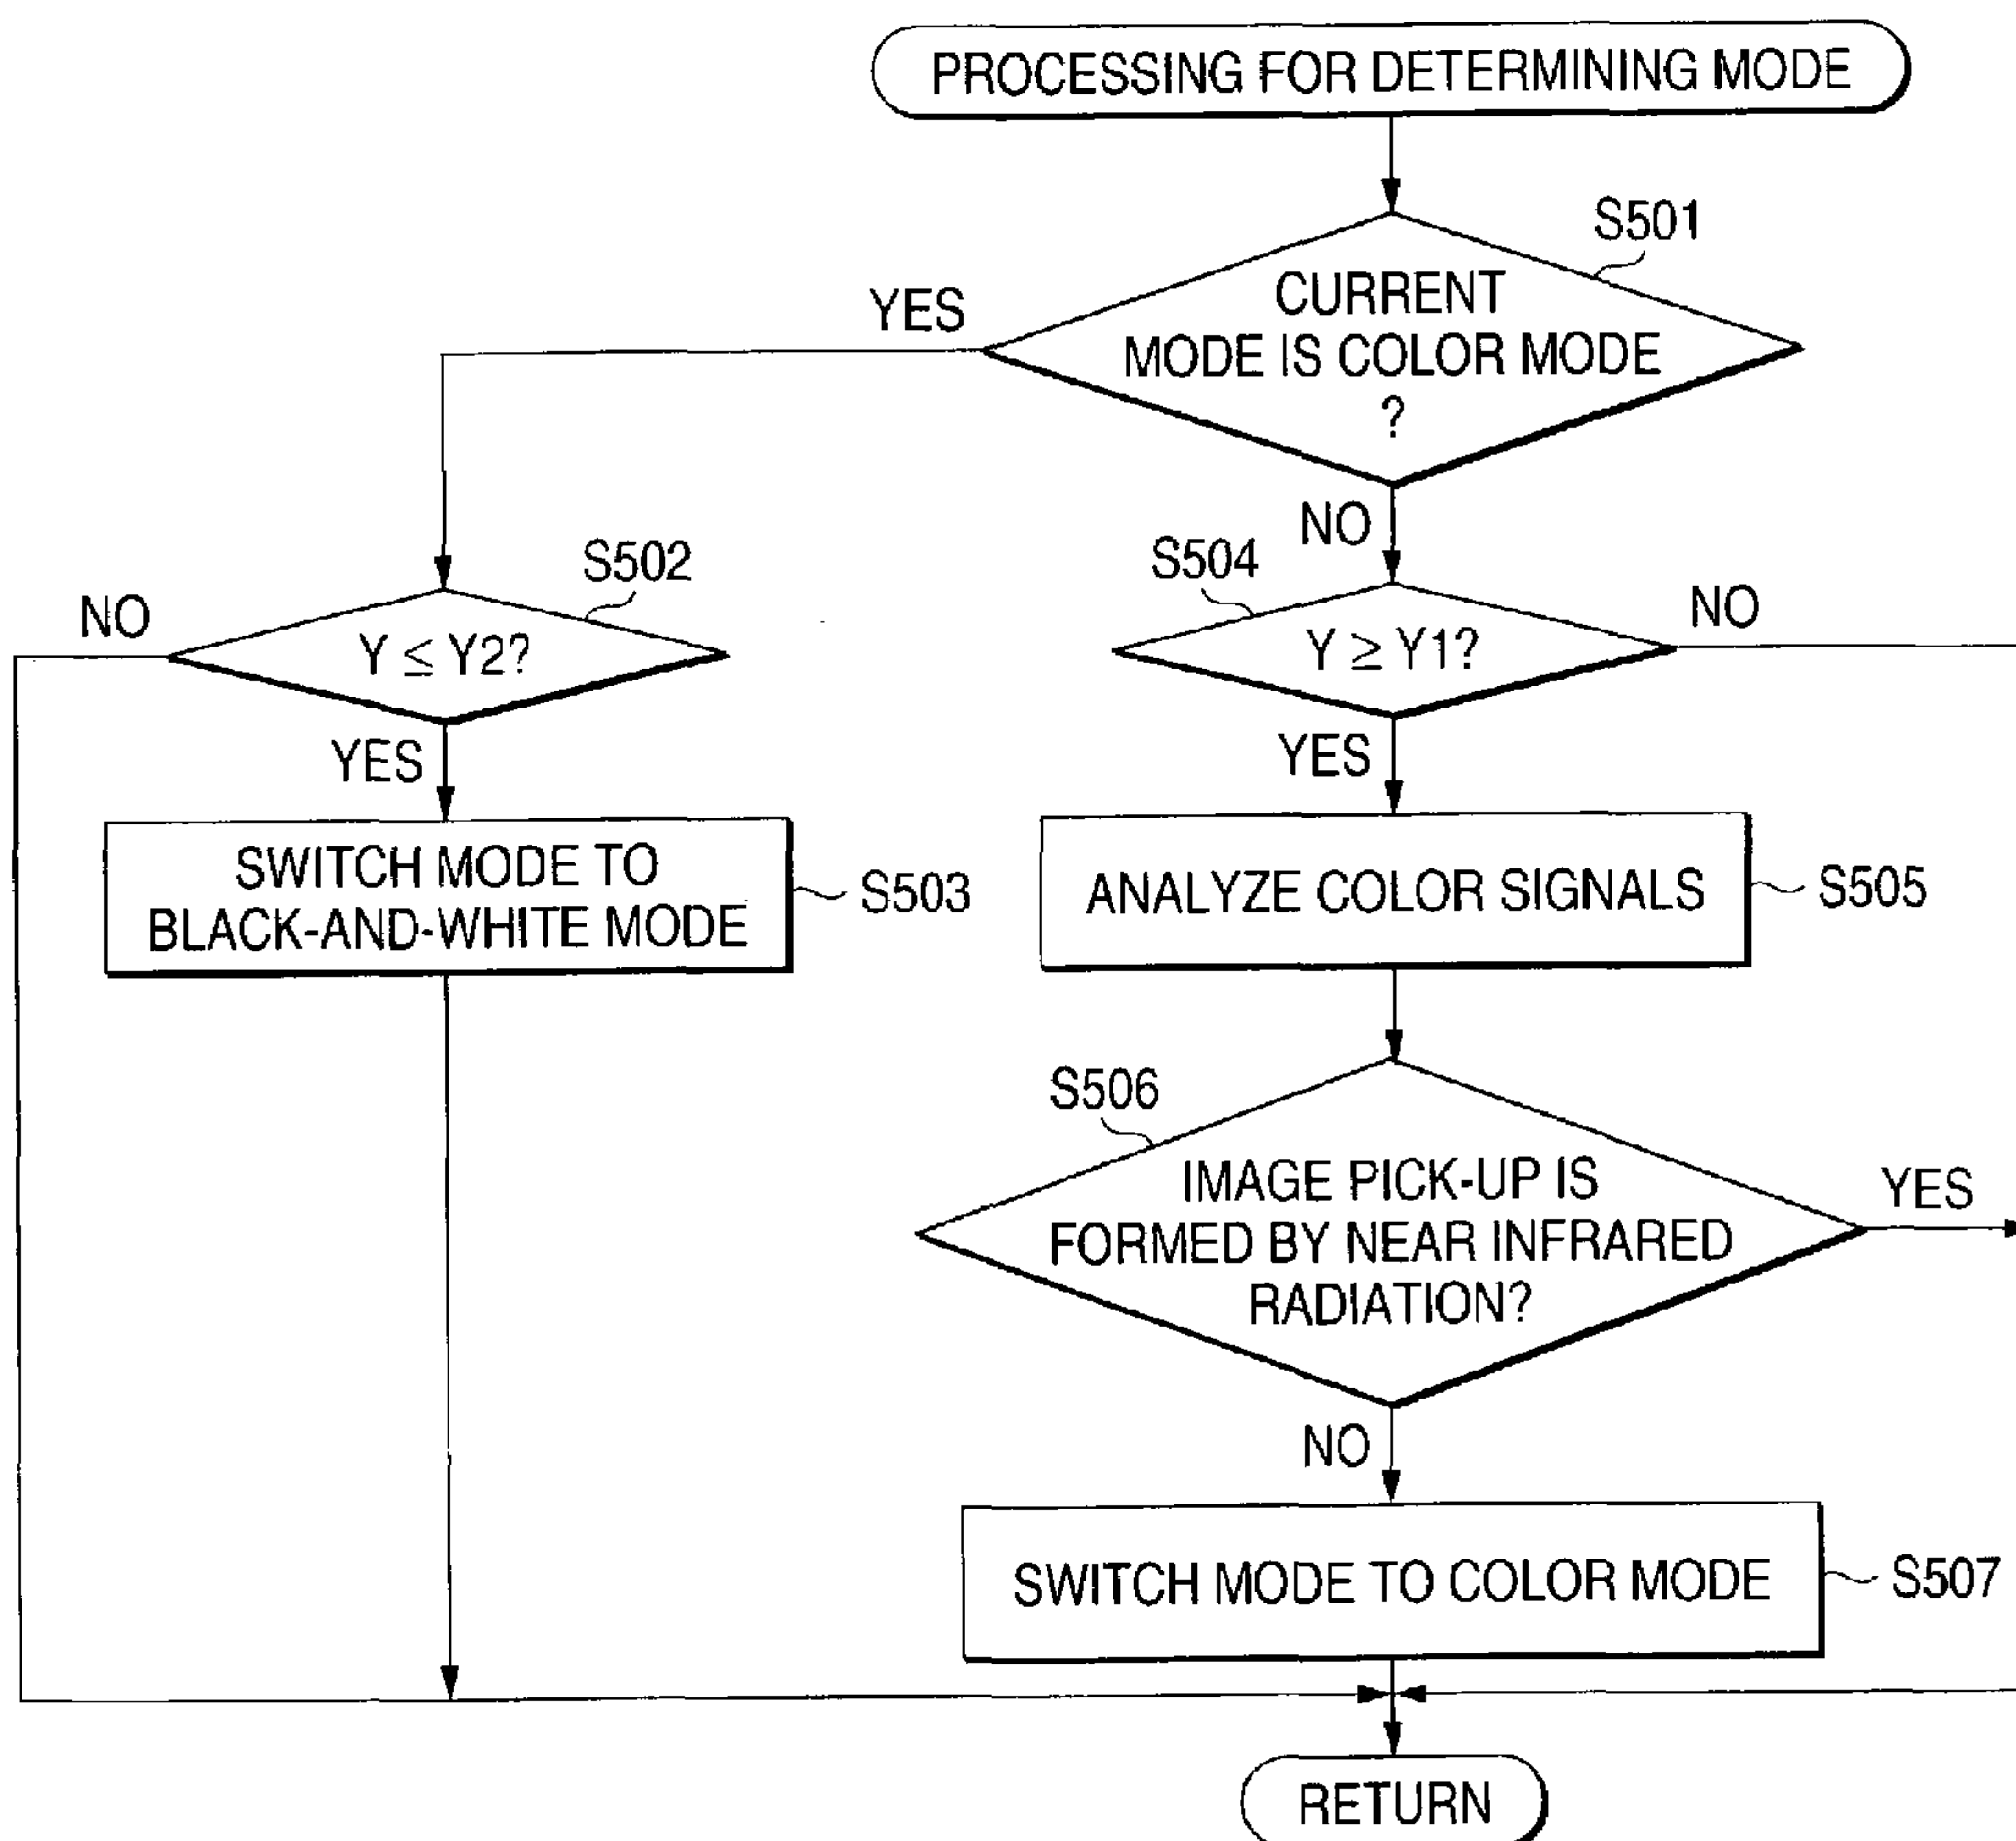 PROCESSING FOR DETERMINING MODE
S501
CURRENT
MODE IS COLOR MODE
?
YES
NO
S502
Y ≤ Y2?
NO
YES
S504
Y ≥ Y1?
NO
YES
SWITCH MODE TO
BLACK-AND-WHITE MODE
S503
ANALYZE COLOR SIGNALS
S505
S506
IMAGE PICK-UP IS
FORMED BY NEAR INFRARED
RADIATION?
YES
NO
SWITCH MODE TO COLOR MODE
S507
RETURN